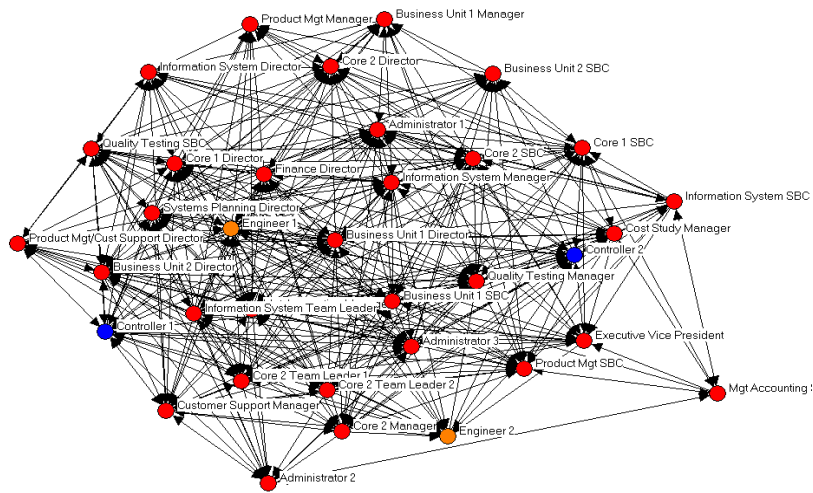 Business Unit 1 Manager
Product Mgt Manager
Core 2 Director
Information System Director
Business Unit 2 SBC
Administrator 1
Quality Testing SBC
Core 1 SBC
Core 1 Director
Core 2 SBC
Finance Director
Information System Manager
Information System SBC
Systems Planning Director
Engineer 1
Cost Study Manager
Business Unit 1 Director
Product Mgt/Cust Support Director
Controller 2
Business Unit 2 Director
Quality Testing Manager
Business Unit 1 SBC
Information System Team Leader
Controller 1
Executive Vice President
Administrator 3
Product Mgt SBC
Core 2 Team Leader 1
Core 2 Team Leader 2
Mgt Accounting S
Customer Support Manager
Core 2 Manager
Engineer 2
Administrator 2